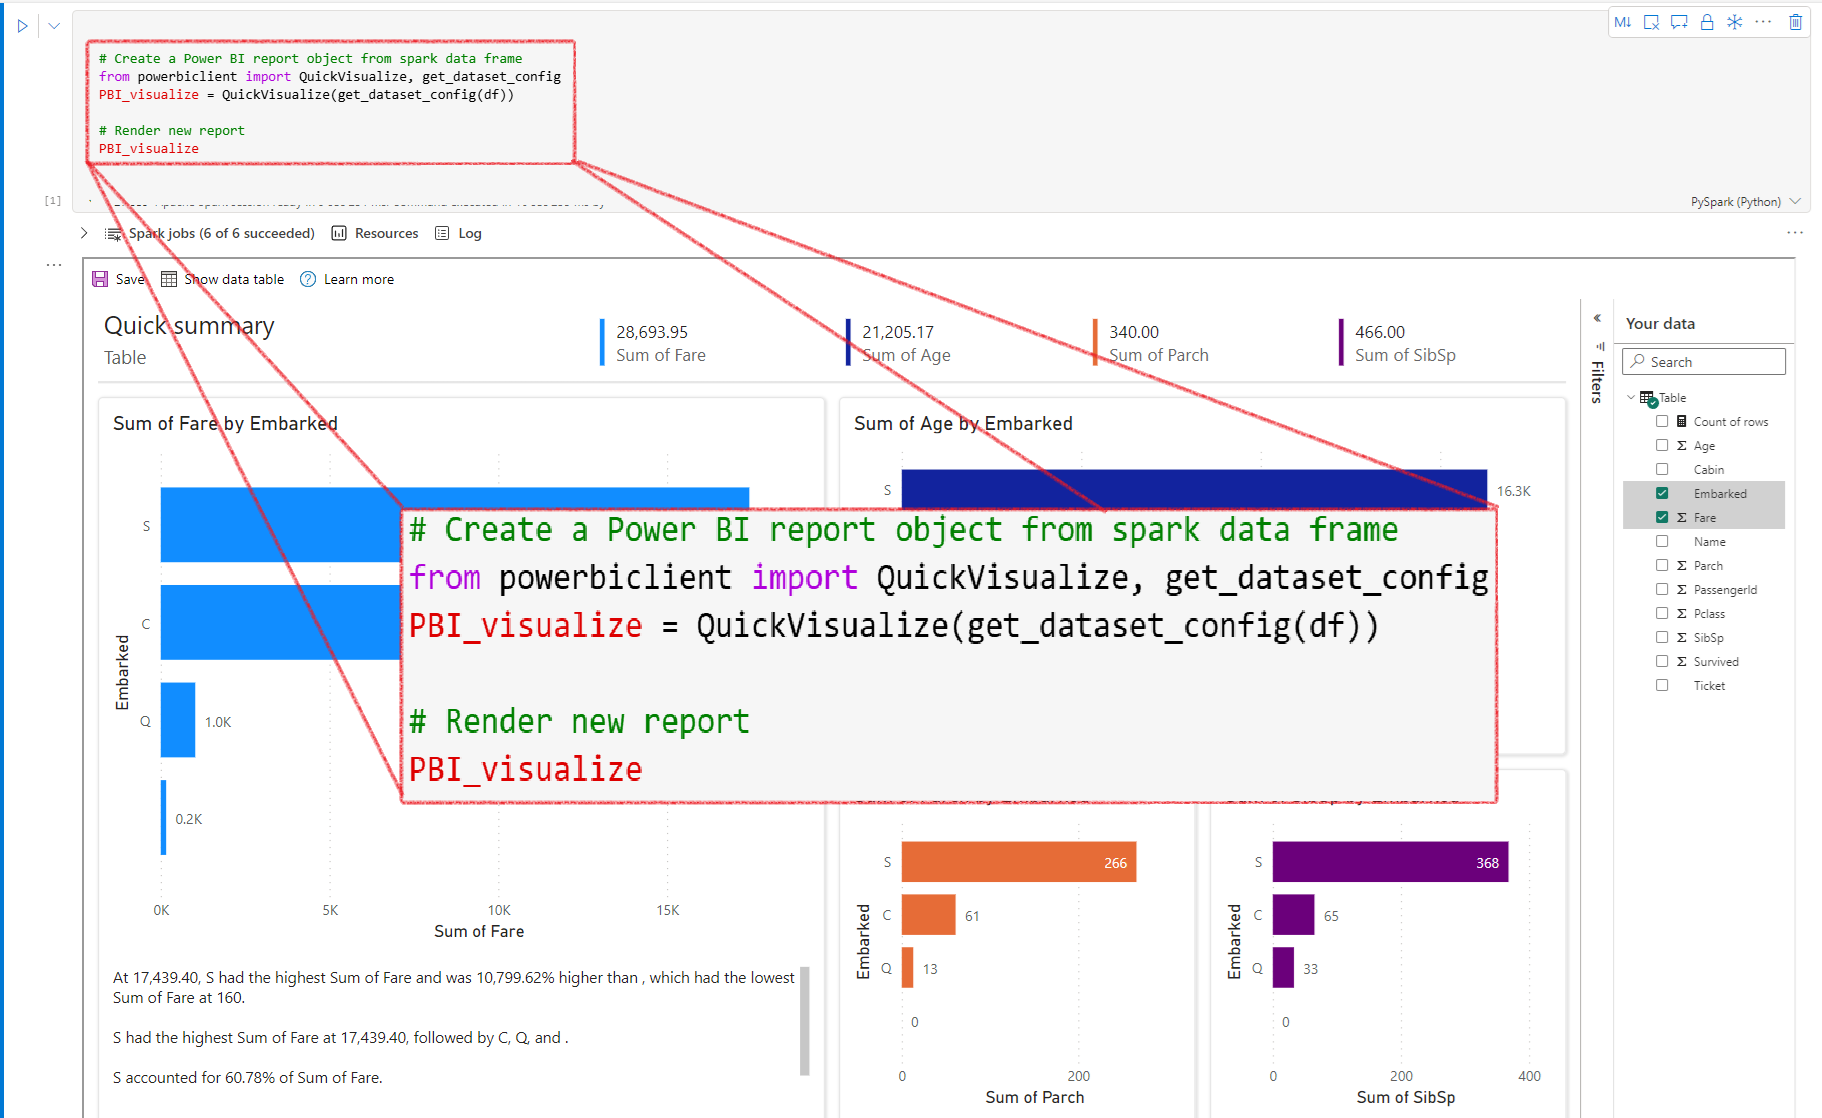 # Create a Power BI report object from spark data frame
from powerbiclient import QuickVisualize, get_dataset_config
PBI_visualize = QuickVisualize(get_dataset_config(df))
# Render new report
PBI_visualize
[1]
PySpark (Python)
Spark jobs (6 of 6 succeeded) Resources Log
Save Show data table Learn more
Quick summary
Table
28,693.95
Sum of Fare
21,205.17
Sum of Age
340.00
Sum of Parch
466.00
Sum of SibSp
Sum of Fare by Embarked
Embarked
S
C
Q
1.0K
0.2K
0K 5K 10K 15K
Sum of Fare
At 17,439.40, S had the highest Sum of Fare and was 10,799.62% higher than , which had the lowest
Sum of Fare at 160.
S had the highest Sum of Fare at 17,439.40, followed by C, Q, and .
S accounted for 60.78% of Sum of Fare.
Sum of Age by Embarked
S
16.3K
# Create a Power BI report object from spark data frame
from powerbiclient import QuickVisualize, get_dataset_config
PBI_visualize = QuickVisualize(get_dataset_config(df))
# Render new report
PBI_visualize
Embarked
S 266
C 61
Q 13
0
0 200
Sum of Parch
Embarked
S 368
C 65
Q 33
0
0 200 400
Sum of SibSp
Filters
Your data
Search
Table
Count of rows
Σ Age
Cabin
Embarked
Σ Fare
Name
Σ Parch
Σ PassengerId
Σ Pclass
Σ SibSp
Σ Survived
Ticket
M↓